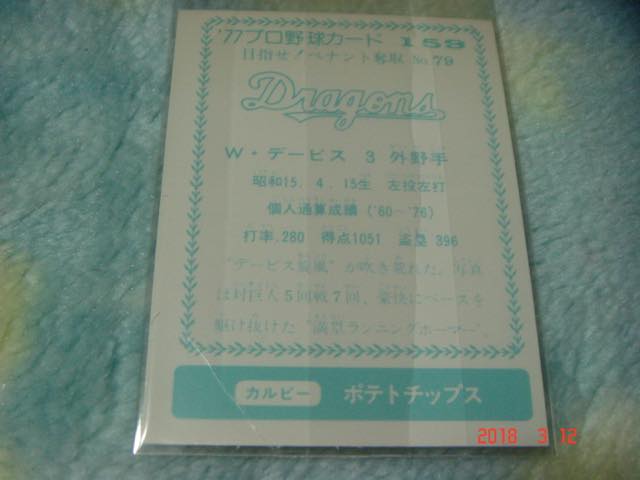 '77プロ野球カード 159
目指せ!ペナント奪取 No.79
Dragons
W・デービス 3 外野手
昭和15. 4. 15生 左投左打
個人通算成績('60〜'76)
打率.280 得点1051 盗塁396
"デービス旋風"が吹き荒れた。写真
は対巨人5回戦7回、豪快にベースを
駆け抜けた"満塁ランニングホーマー"。
カルビー ポテトチップス
2018 3 12